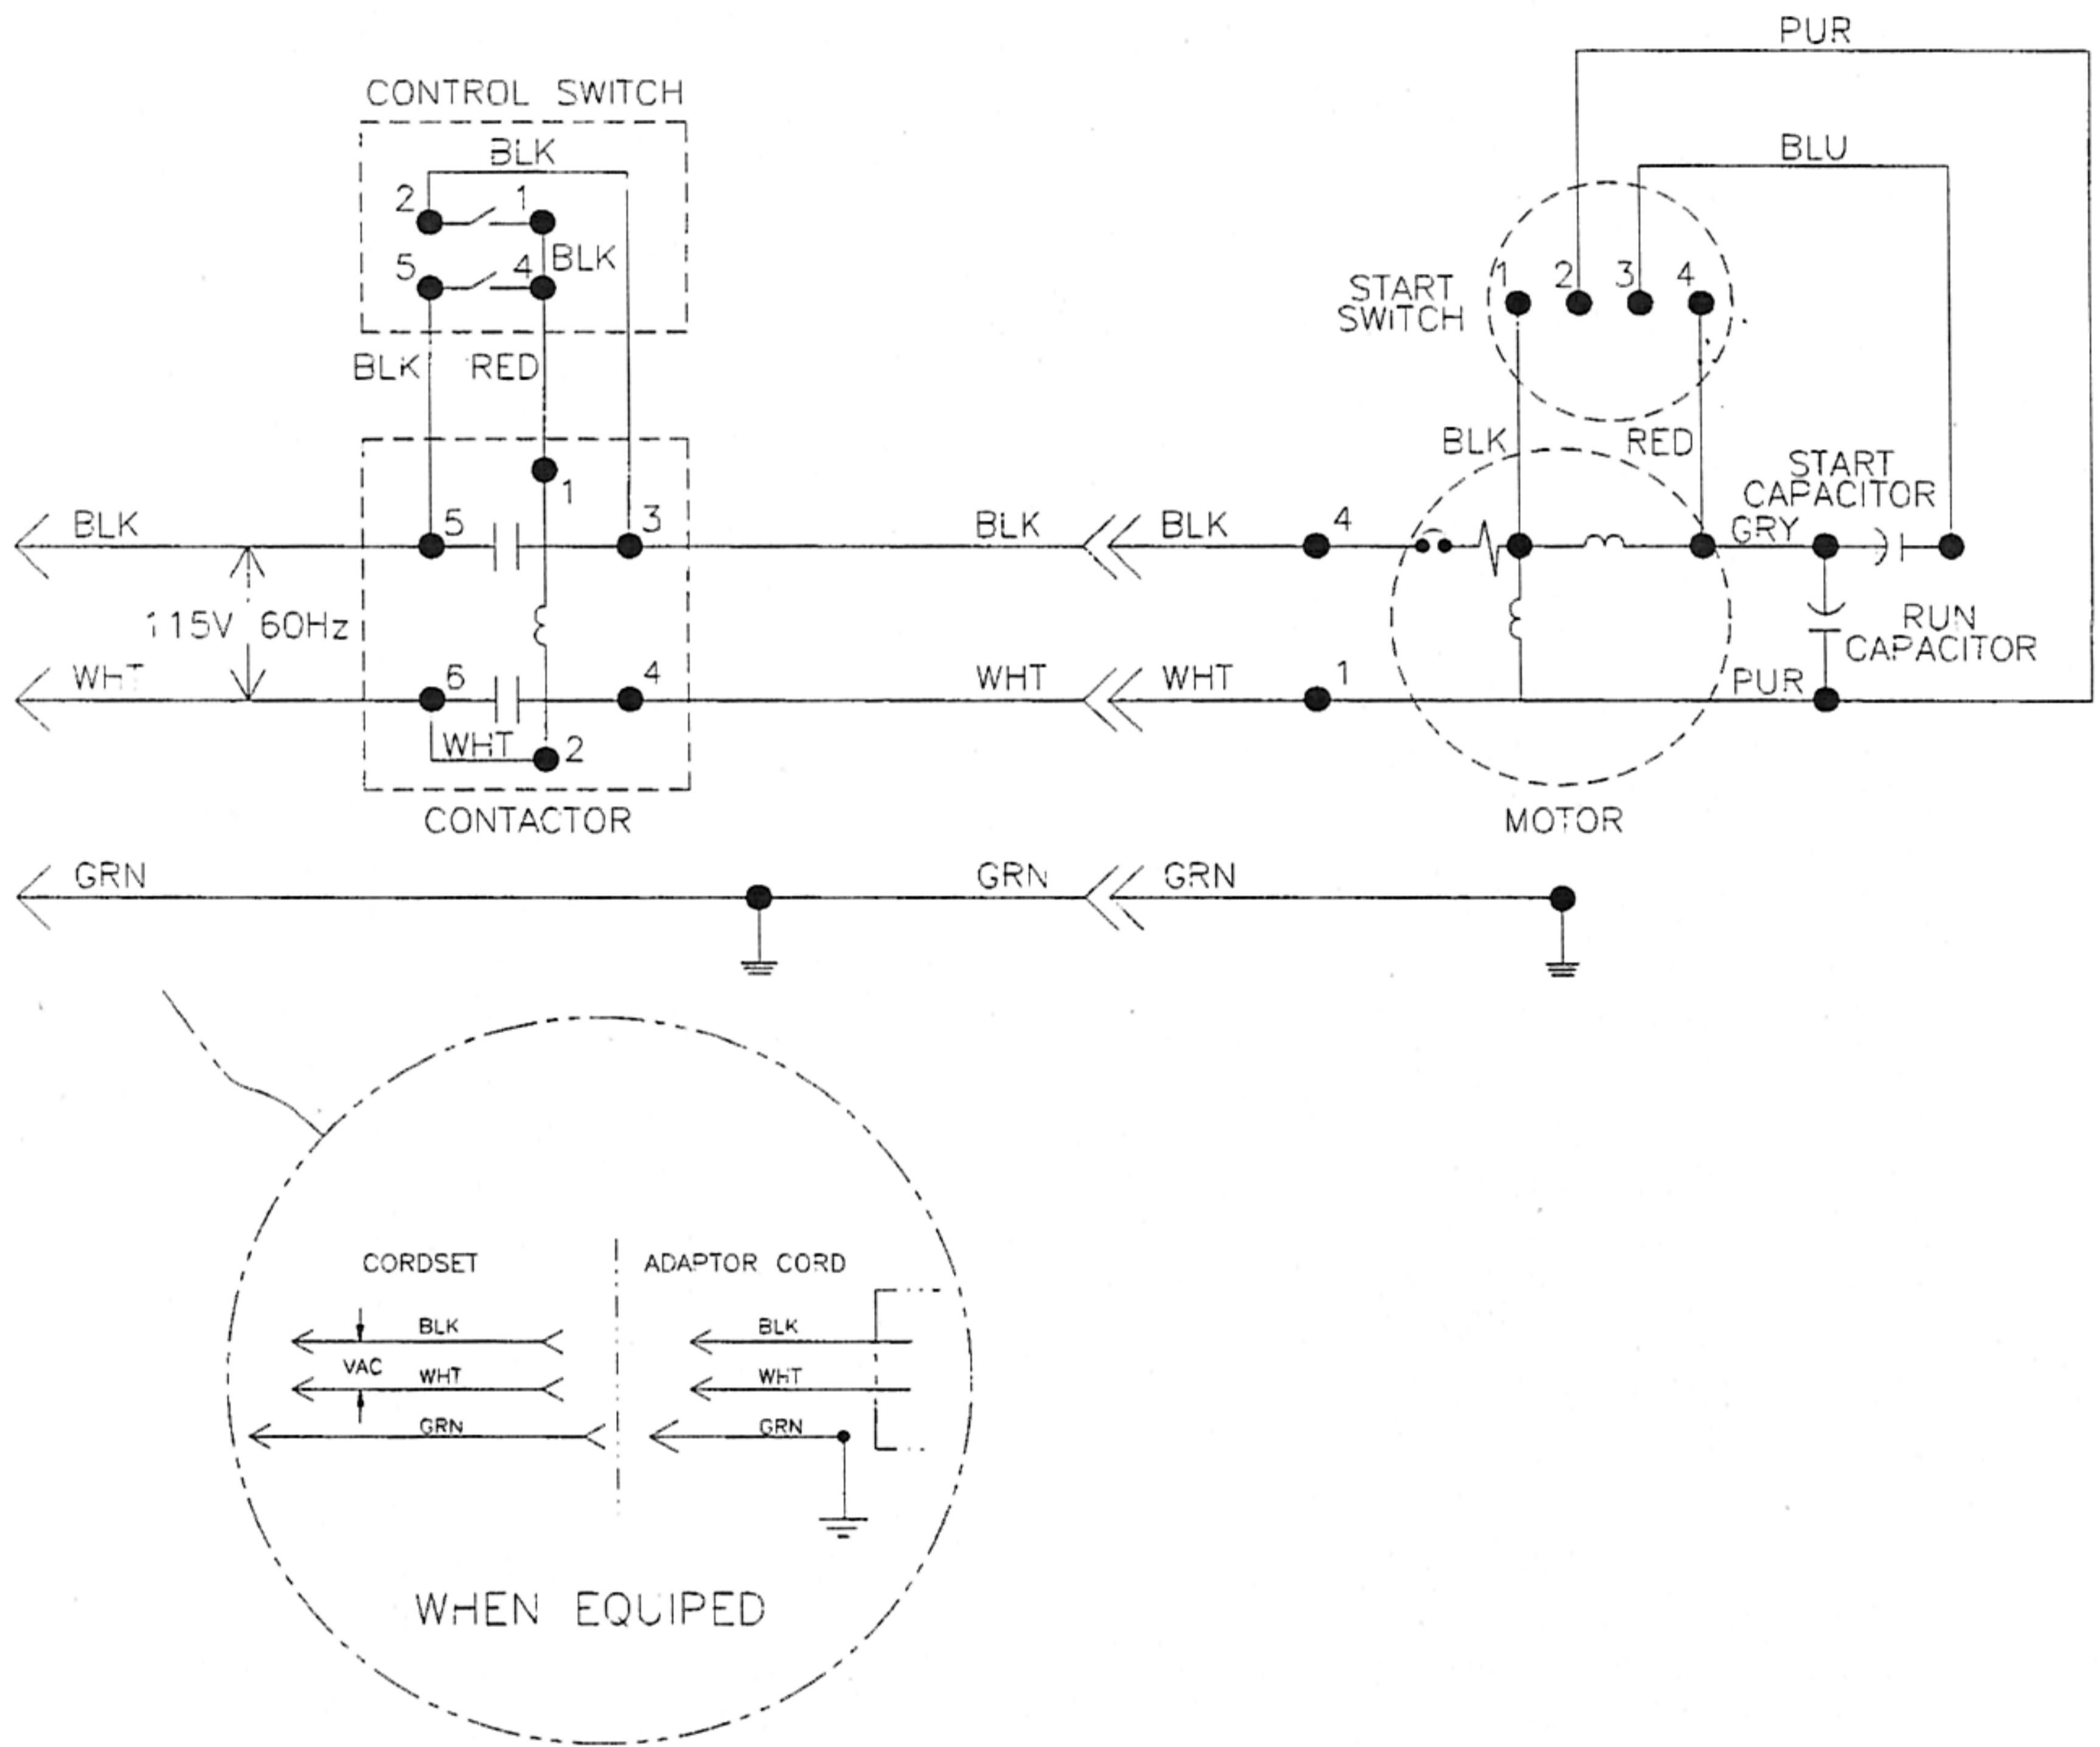 PUR
CONTROL SWITCH
BLK
BLU
2
1
BLK
5
4
START
SWITCH
1
2
3
4
BLK
RED
BLK
RED
START
CAPACITOR
1
BLK
5
3
BLK
BLK
4
GRY
115V 60Hz
RUN
CAPACITOR
WHT
6
4
WHT
WHT
1
PUR
WHT
2
CONTACTOR
MOTOR
GRN
GRN
GRN
CORDSET
ADAPTOR CORD
BLK
BLK
VAC
WHT
WHT
GRN
GRN
WHEN EQUIPED